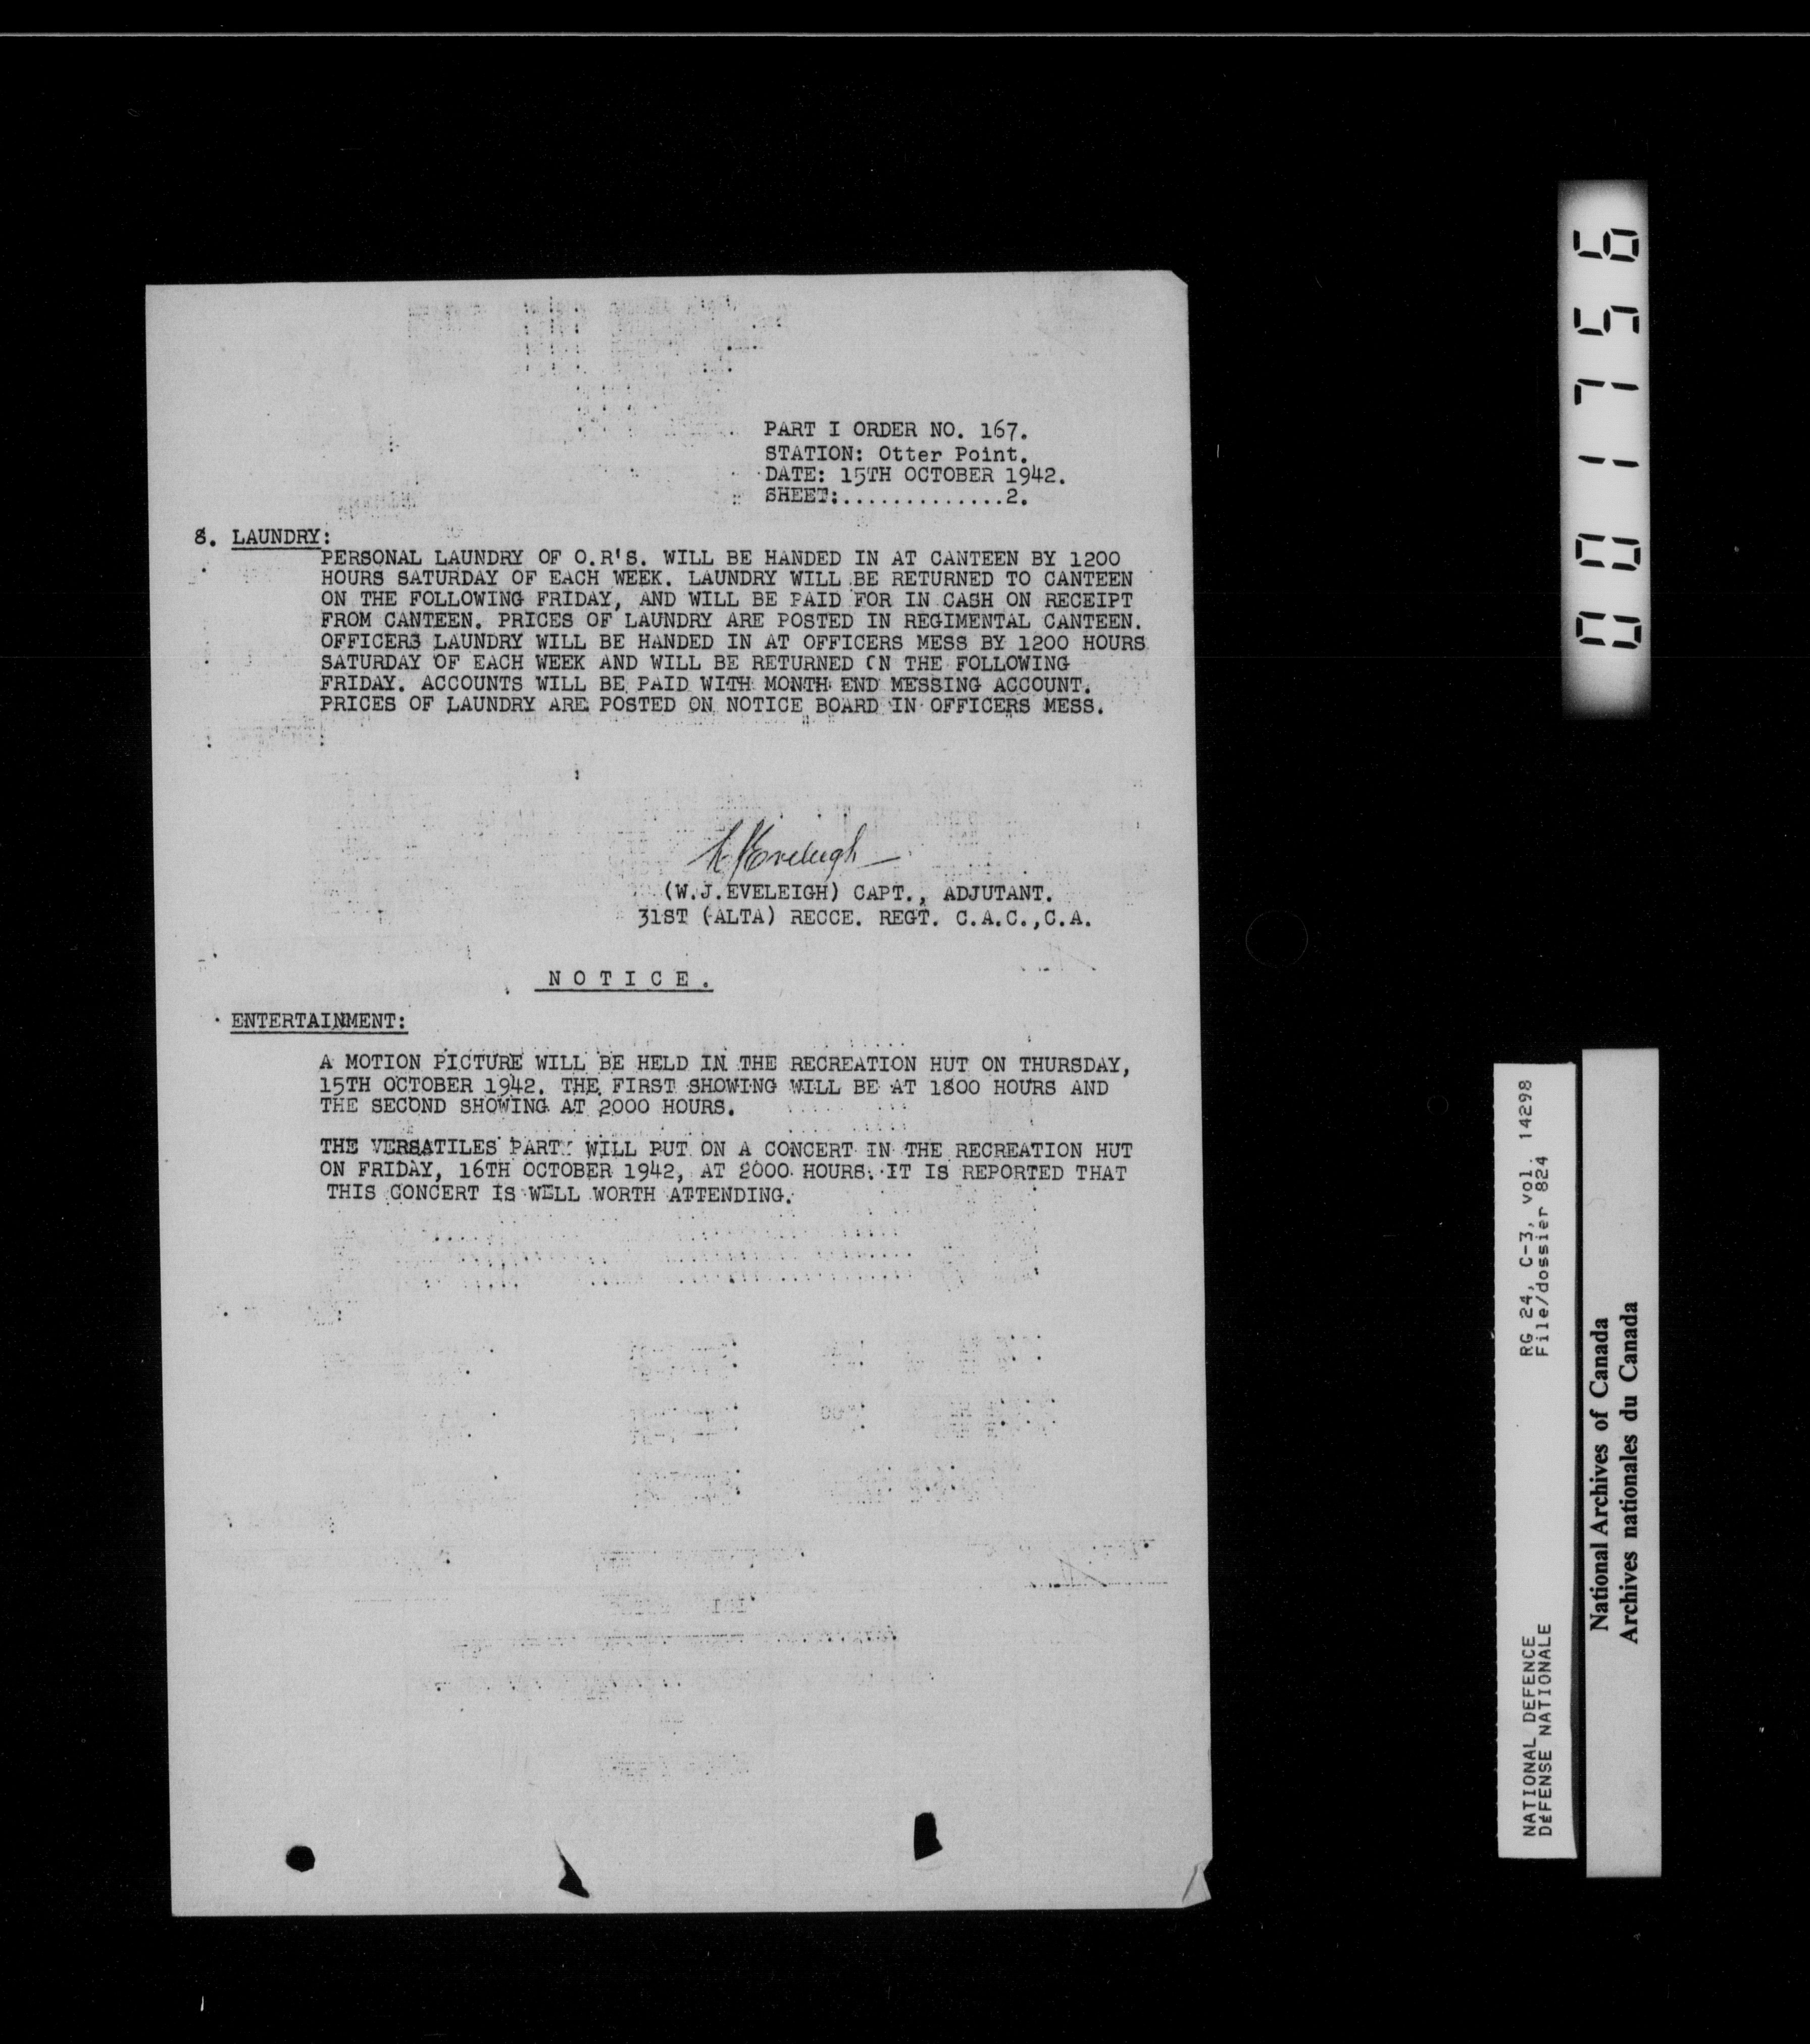 PART I ORDER NO. 167.
STATION: Otter Point.
DATE: 15TH OCTOBER 1942.
SHEET:.............2.
8. LAUNDRY:
PERSONAL LAUNDRY OF O.R'S. WILL BE HANDED IN AT CANTEEN BY 1200
HOURS SATURDAY OF EACH WEEK. LAUNDRY WILL BE RETURNED TO CANTEEN
ON THE FOLLOWING FRIDAY, AND WILL BE PAID FOR IN CASH ON RECEIPT
FROM CANTEEN. PRICES OF LAUNDRY ARE POSTED IN REGIMENTAL CANTEEN.
OFFICERS LAUNDRY WILL BE HANDED IN AT OFFICERS MESS BY 1200 HOURS
SATURDAY OF EACH WEEK AND WILL BE RETURNED ON THE FOLLOWING
FRIDAY. ACCOUNTS WILL BE PAID WITH MONTH END MESSING ACCOUNT.
PRICES OF LAUNDRY ARE POSTED ON NOTICE BOARD IN OFFICERS MESS.
(W.J.EVELEIGH) CAPT., ADJUTANT.
31ST (ALTA) RECCE. REGT. C.A.C.,C.A.
NOTICE.
ENTERTAINMENT:
A MOTION PICTURE WILL BE HELD IN THE RECREATION HUT ON THURSDAY,
15TH OCTOBER 1942. THE FIRST SHOWING WILL BE AT 1800 HOURS AND
THE SECOND SHOWING AT 2000 HOURS.
THE VERSATILES PARTY WILL PUT ON A CONCERT IN THE RECREATION HUT
ON FRIDAY, 16TH OCTOBER 1942, AT 2000 HOURS. IT IS REPORTED THAT
THIS CONCERT IS WELL WORTH ATTENDING.
001756
NATIONAL DEFENCE RG 24, C-3, vol. 14298
DéFENSE NATIONALE File/dossier 824
National Archives of Canada
Archives nationales du Canada